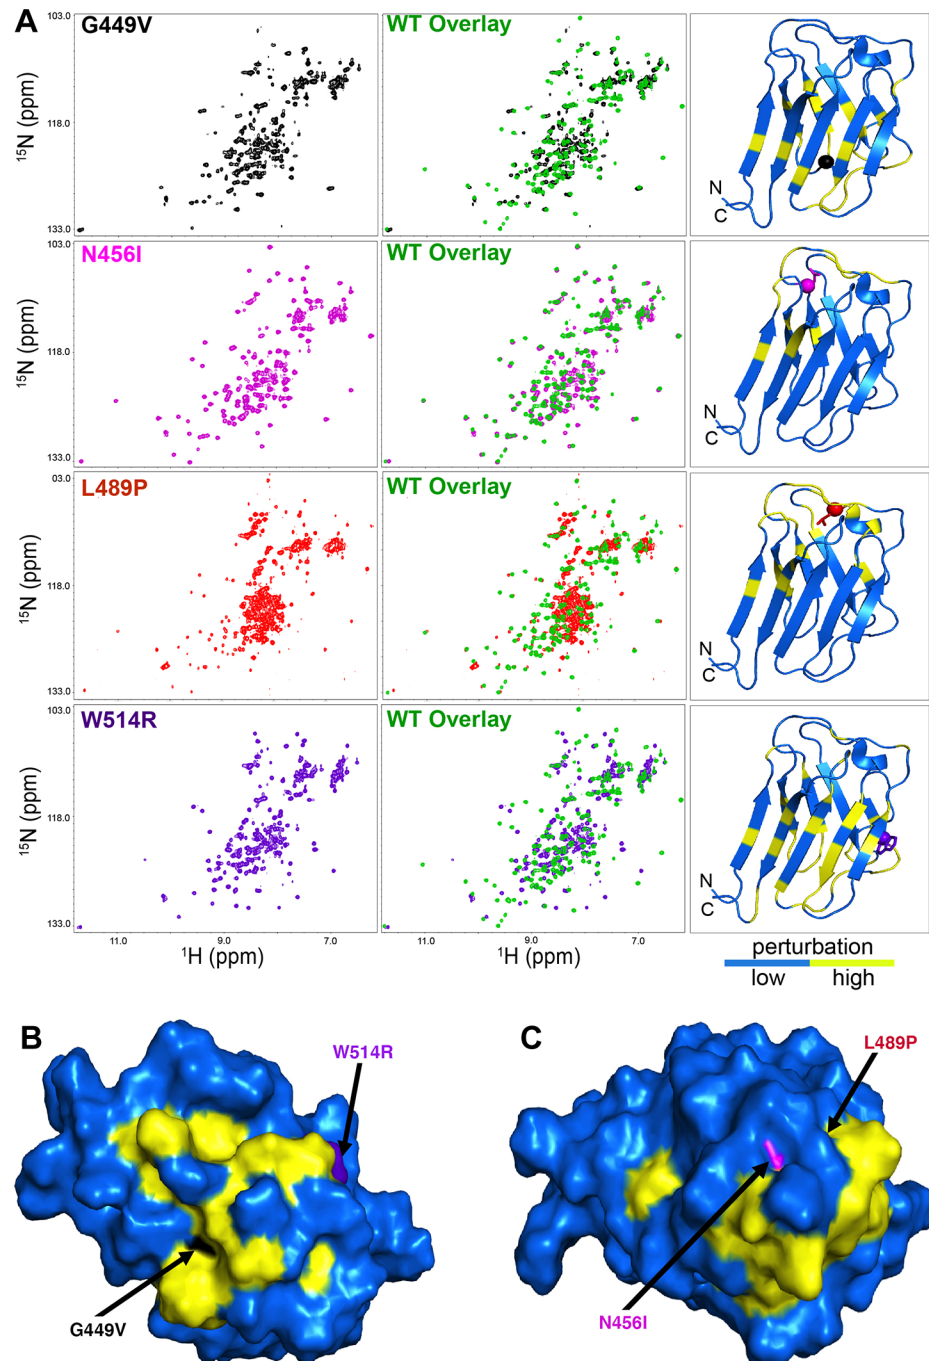 A
G449V
WT Overlay
103.0
118.0
133.0
15N (ppm)
N
C
N456I
WT Overlay
103.0
118.0
133.0
15N (ppm)
N
C
L489P
WT Overlay
03.0
118.0
133.0
15N (ppm)
N
C
W514R
WT Overlay
103.0
118.0
133.0
15N (ppm)
N
C
11.0 9.0 7.0 11.0 9.0 7.0
1H (ppm) 1H (ppm)
perturbation
low high
B
W514R
G449V
C
L489P
N456I